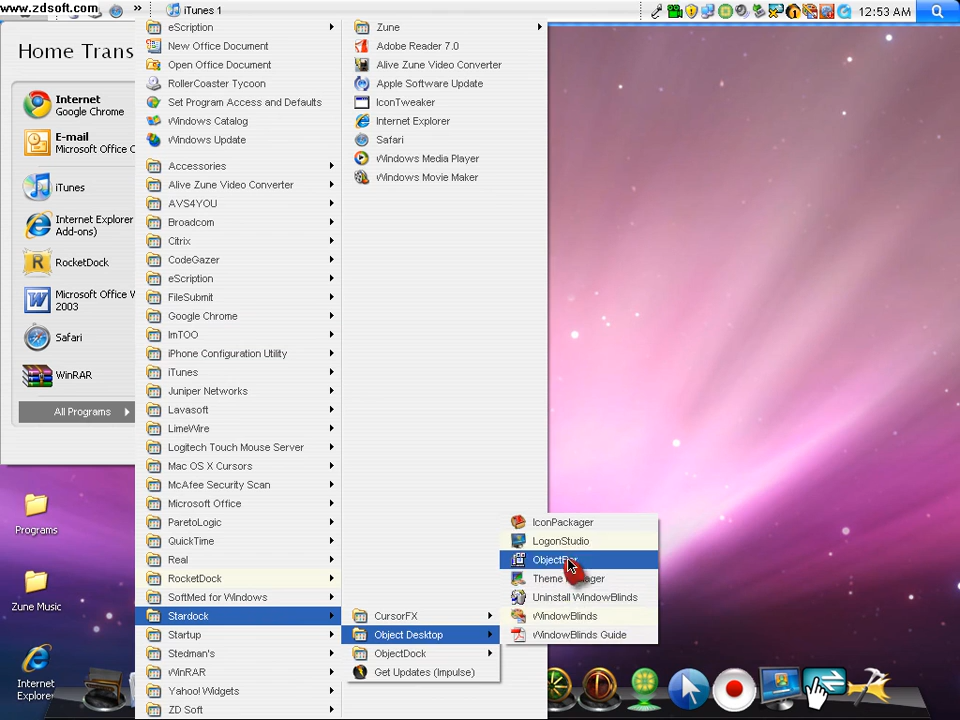 www.zdsoft.com
iTunes 1
12:53 AM
Home Trans
Internet
Google Chrome
E-mail
Microsoft Office C
iTunes
Internet Explorer
Add-ons)
RocketDock
Microsoft Office W
2003
Safari
WinRAR
All Programs
eScription
New Office Document
Open Office Document
RollerCoaster Tycoon
Set Program Access and Defaults
Windows Catalog
Windows Update
Accessories
Alive Zune Video Converter
AVS4YOU
Broadcom
Citrix
CodeGazer
eScription
FileSubmit
Google Chrome
ImTOO
iPhone Configuration Utility
iTunes
Juniper Networks
Lavasoft
LimeWire
Logitech Touch Mouse Server
Mac OS X Cursors
McAfee Security Scan
Microsoft Office
ParetoLogic
QuickTime
Real
RocketDock
SoftMed for Windows
Stardock
Startup
Stedman's
WinRAR
Yahoo! Widgets
ZD Soft
Zune
Adobe Reader 7.0
Alive Zune Video Converter
Apple Software Update
IconTweaker
Internet Explorer
Safari
Windows Media Player
Windows Movie Maker
CursorFX
Object Desktop
ObjectDock
Get Updates (Impulse)
IconPackager
LogonStudio
Uninstall WindowBlinds
WindowBlinds
WindowBlinds Guide
Programs
Zune Music
Internet
Explorer